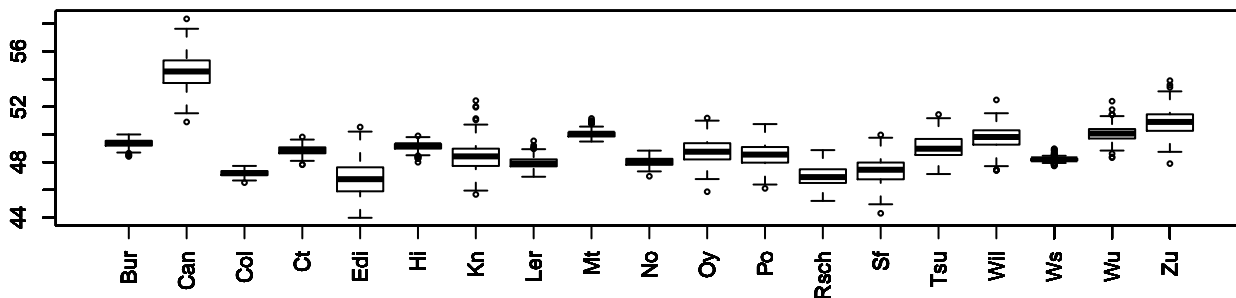 56
52
48
44
Bur Can Col Ct Edi Hi Kn Ler Mt No Oy Po Rsch Sf Tsu Wil Ws Wu Zu